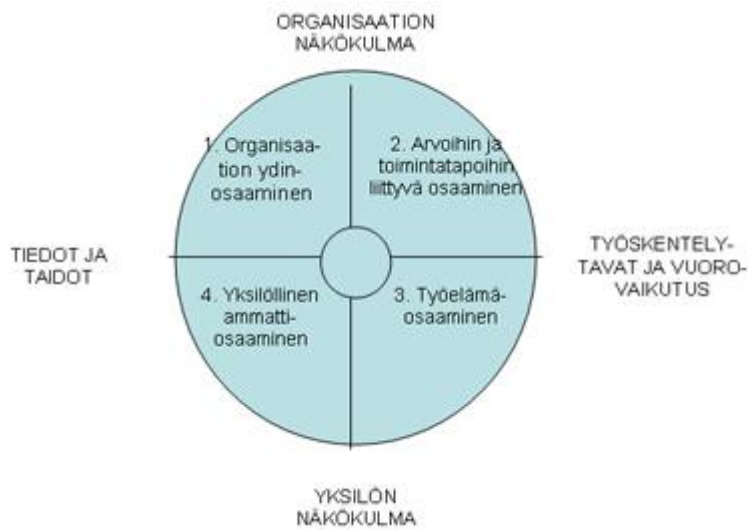 ORGANISAATION
NÄKÖKULMA
1. Organisaa-
tion ydin-
osaaminen
2. Arvoihin ja
toimintatapoihin
liittyvä osaaminen
TIEDOT JA
TAIDOT
TYÖSKENTELY-
TAVAT JA VUORO-
VAIKUTUS
4. Yksilöllinen
ammatti-
osaaminen
3. Työelämä-
osaaminen
YKSILÖN
NÄKÖKULMA